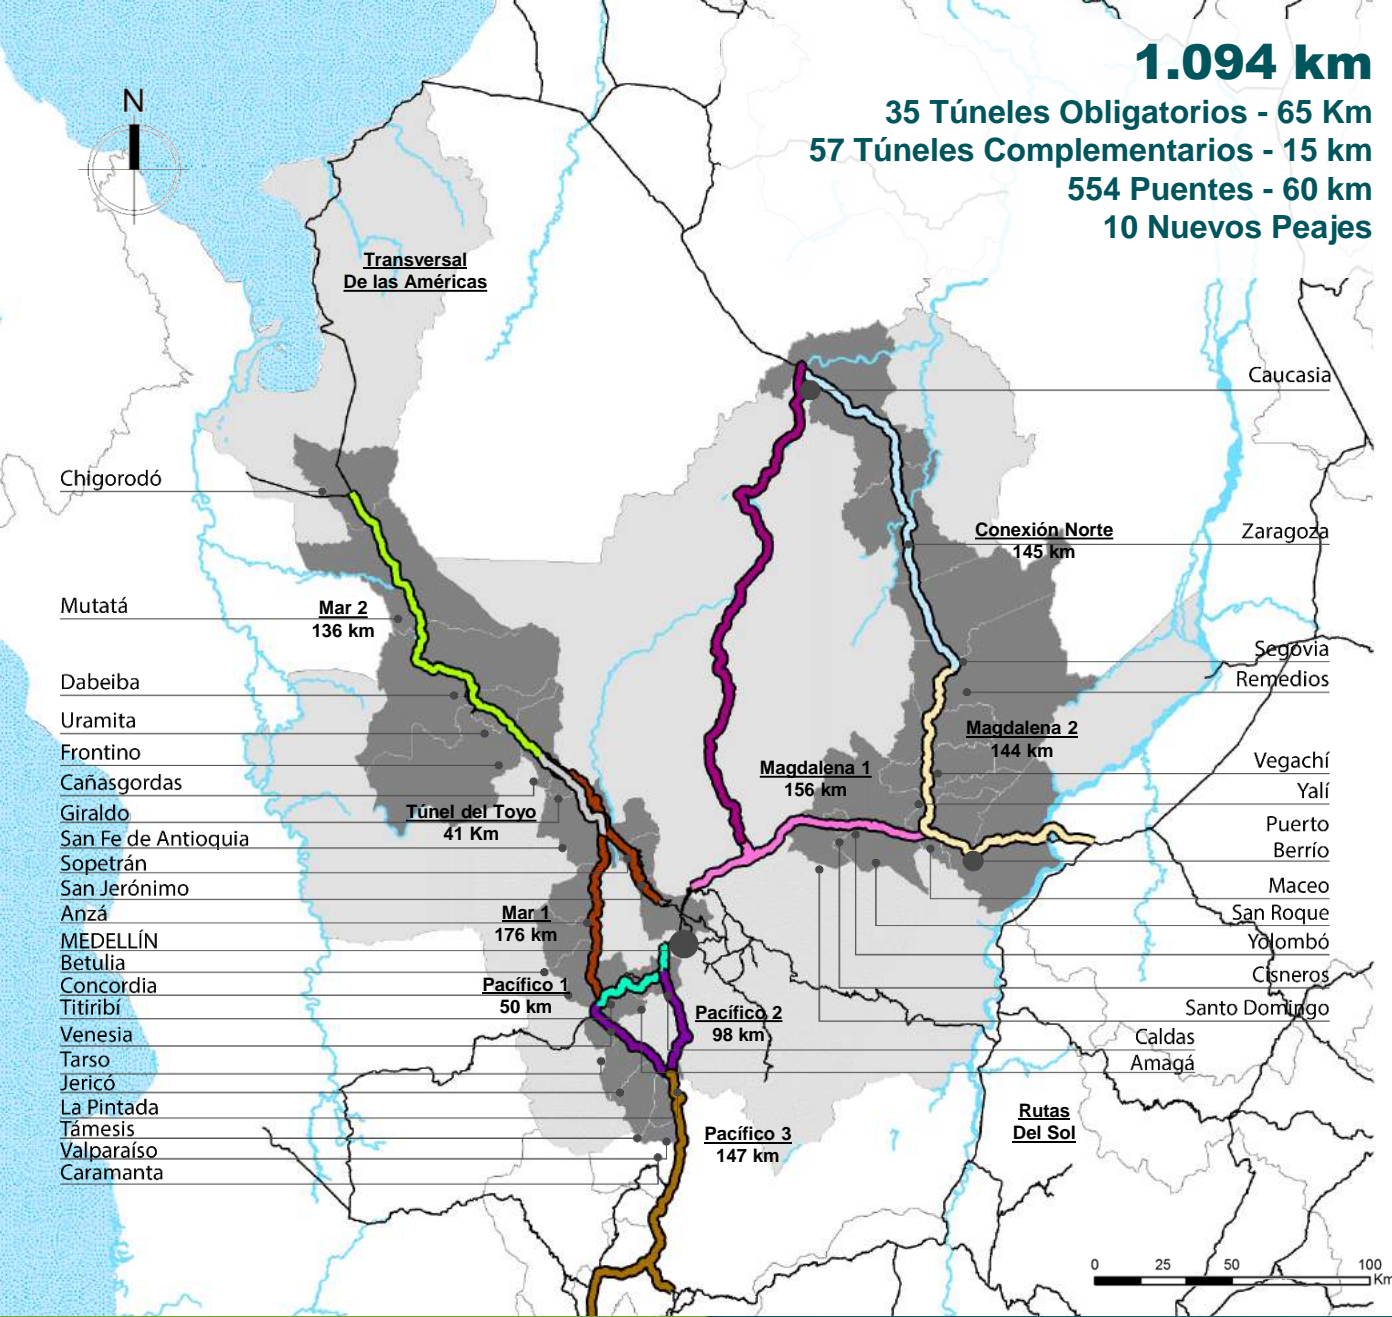 1.094 km
35 Túneles Obligatorios - 65 Km
57 Túneles Complementarios - 15 km
554 Puentes - 60 km
10 Nuevos Peajes
N
Transversal
De las Américas
Caucasia
Chigorodó
Conexión Norte
145 km
Zaragoza
Mutatá
Mar 2
136 km
Segovia
Remedios
Dabeiba
Uramita
Frontino
Cañasgordas
Giraldo
San Fe de Antioquia
Sopetrán
San Jerónimo
Anzá
MEDELLÍN
Betulia
Concordia
Titiribí
Venesia
Tarso
Jericó
La Pintada
Támesis
Valparaíso
Caramanta
Magdalena 2
144 km
Magdalena 1
156 km
Túnel del Toyo
41 Km
Vegachí
Yalí
Puerto
Berrío
Maceo
San Roque
Yolombó
Cisneros
Santo Domingo
Caldas
Amagá
Mar 1
176 km
Pacífico 1
50 km
Pacífico 2
98 km
Pacífico 3
147 km
Rutas
Del Sol
0 25 50 100
Km